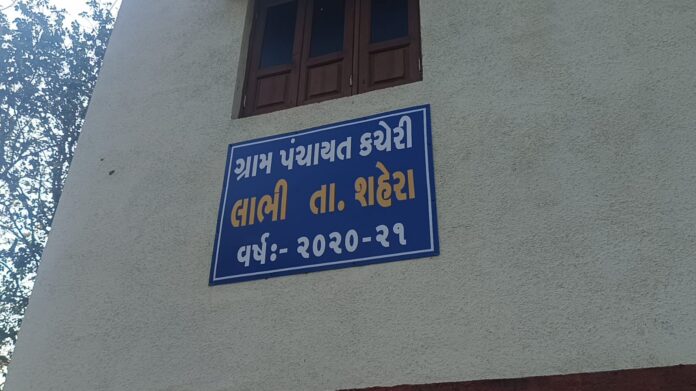 ગ્રામ પંચાયત કચેરી
લાભી તા. શહેરા
વર્ષઃ- ૨૦૨૦-૨૧